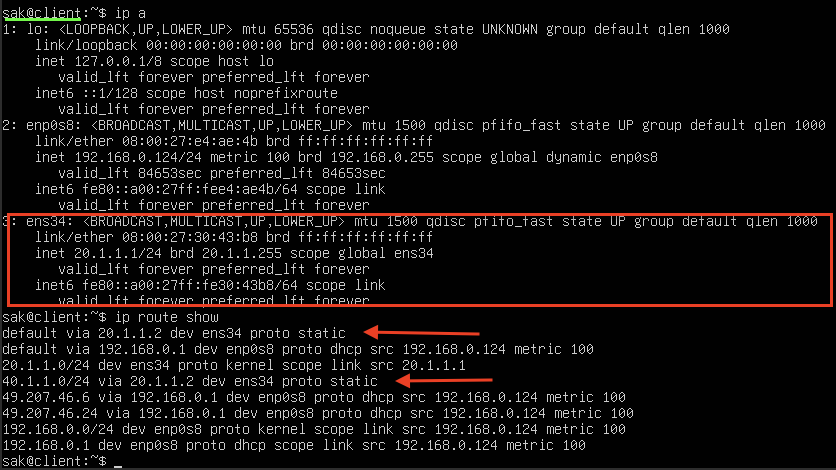 sak@client:~$ ip a
1: lo: <LOOPBACK,UP,LOWER_UP> mtu 65536 qdisc noqueue state UNKNOWN group default qlen 1000
link/loopback 00:00:00:00:00:00 brd 00:00:00:00:00:00
inet 127.0.0.1/8 scope host lo
valid_lft forever preferred_lft forever
inet6 ::1/128 scope host noprefixroute
valid_lft forever preferred_lft forever
2: enp0s8: <BROADCAST,MULTICAST,UP,LOWER_UP> mtu 1500 qdisc pfifo_fast state UP group default qlen 1000
link/ether 08:00:27:e4:ae:4b brd ff:ff:ff:ff:ff:ff
inet 192.168.0.124/24 metric 100 brd 192.168.0.255 scope global dynamic enp0s8
valid_lft 84653sec preferred_lft 84653sec
inet6 fe80::a00:27ff:fee4:ae4b/64 scope link
valid_lft forever preferred_lft forever
3: ens34: <BROADCAST,MULTICAST,UP,LOWER_UP> mtu 1500 qdisc pfifo_fast state UP group default qlen 1000
link/ether 08:00:27:30:43:b8 brd ff:ff:ff:ff:ff:ff
inet 20.1.1.1/24 brd 20.1.1.255 scope global ens34
valid_lft forever preferred_lft forever
inet6 fe80::a00:27ff:fe30:43b8/64 scope link
valid_lft forever preferred_lft forever
sak@client:~$ ip route show
default via 20.1.1.2 dev ens34 proto static
default via 192.168.0.1 dev enp0s8 proto dhcp src 192.168.0.124 metric 100
20.1.1.0/24 dev ens34 proto kernel scope link src 20.1.1.1
40.1.1.0/24 via 20.1.1.2 dev ens34 proto static
49.207.46.6 via 192.168.0.1 dev enp0s8 proto dhcp src 192.168.0.124 metric 100
49.207.46.24 via 192.168.0.1 dev enp0s8 proto dhcp src 192.168.0.124 metric 100
192.168.0.0/24 dev enp0s8 proto kernel scope link src 192.168.0.124 metric 100
192.168.0.1 dev enp0s8 proto dhcp scope link src 192.168.0.124 metric 100
sak@client:~$ _